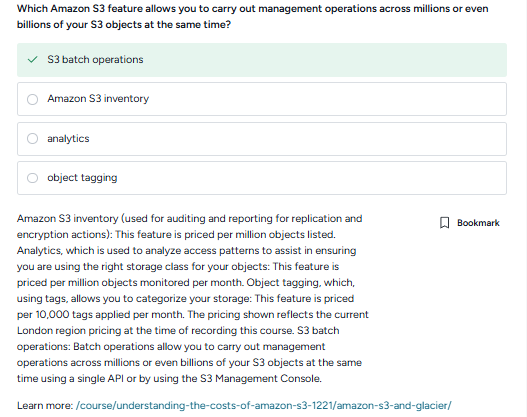 Which Amazon S3 feature allows you to carry out management operations across millions or even
billions of your S3 objects at the same time?
S3 batch operations
Amazon S3 inventory
analytics
object tagging
Amazon S3 inventory (used for auditing and reporting for replication and
encryption actions): This feature is priced per million objects listed.
Analytics, which is used to analyze access patterns to assist in ensuring
you are using the right storage class for your objects: This feature is
priced per million objects monitored per month. Object tagging, which,
using tags, allows you to categorize your storage: This feature is priced
per 10,000 tags applied per month. The pricing shown reflects the current
London region pricing at the time of recording this course. S3 batch
operations: Batch operations allow you to carry out management
operations across millions or even billions of your S3 objects at the same
time using a single API or by using the S3 Management Console.
Bookmark
Learn more: /course/understanding-the-costs-of-amazon-s3-1221/amazon-s3-and-glacier/